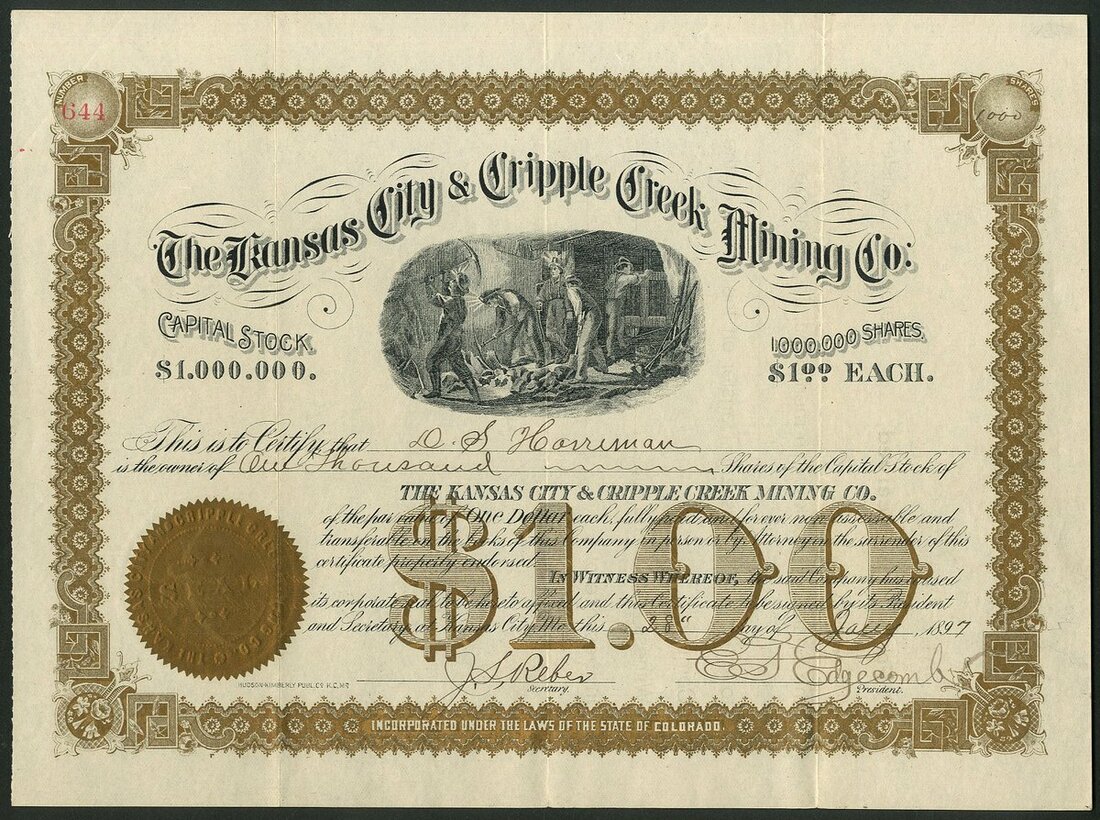 NUMBER
644
SHARES
1000
The Kansas City & Cripple Creek Mining Co:
CAPITAL STOCK.
$1.000.000.
1.000.000 SHARES.
$1.00 EACH.
This is to Certify that D. S Harriman
is the owner of One Thousand Shares of the Capital Stock of
THE KANSAS CITY & CRIPPLE CREEK MINING CO.
of the par value of One Dollar each, fully paid and forever non assessable and
transferable on the books of this Company in person or by Attorney in the surrender of this
certificate properly endorsed. IN WITNESS WHEREOF, the said Company has caused
its corporate seal to be hereto affixed and this Certificate to be signed by its President
and Secretary, at Kansas City Mo. this 28" day of Jany 1897
$1.00
SEAL
J. S. Reber
Secretary.
Edgecomb
President.
HUDSON-KIMBERLY PUBL. CO. K.C. MO.
INCORPORATED UNDER THE LAWS OF THE STATE OF COLORADO.